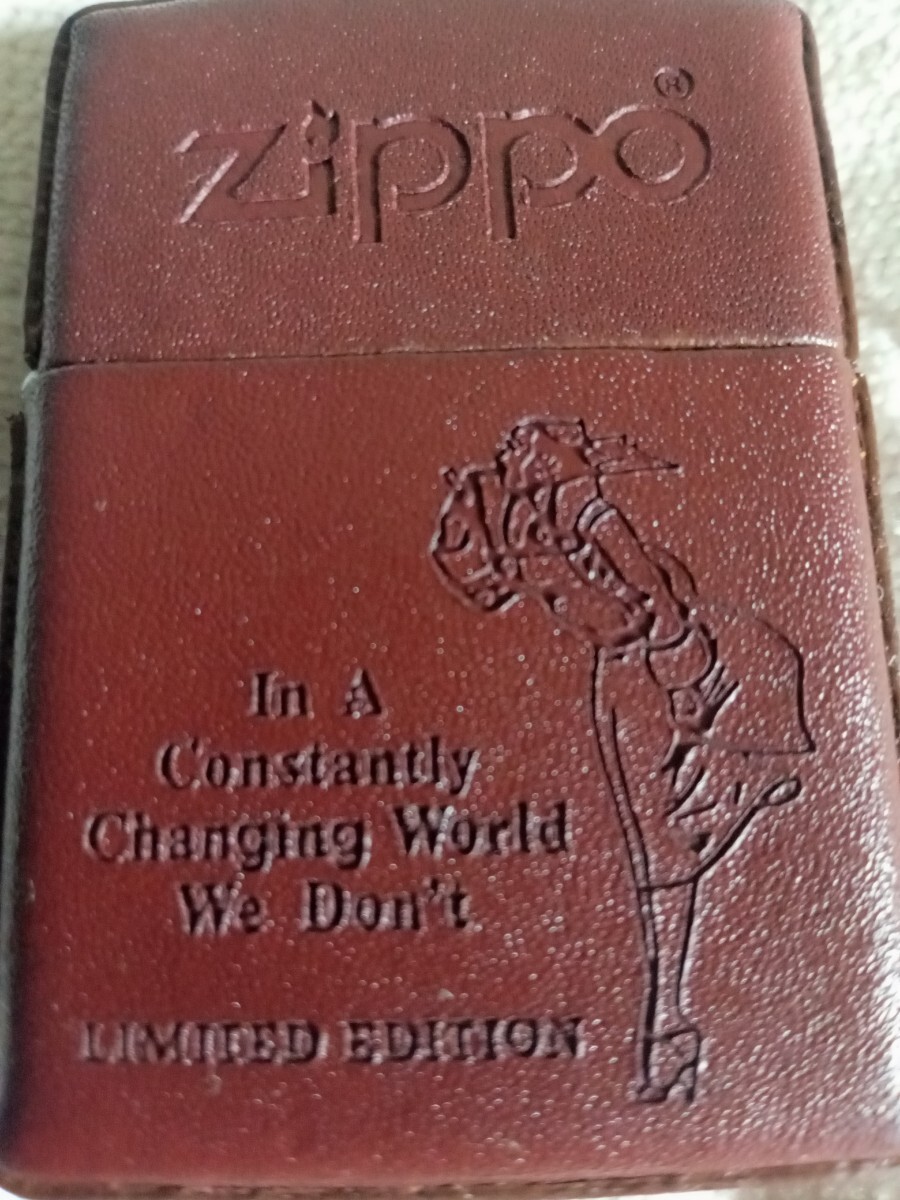 Zippo®
In A
Constantly
Changing World
We Don't
LIMITED EDITION